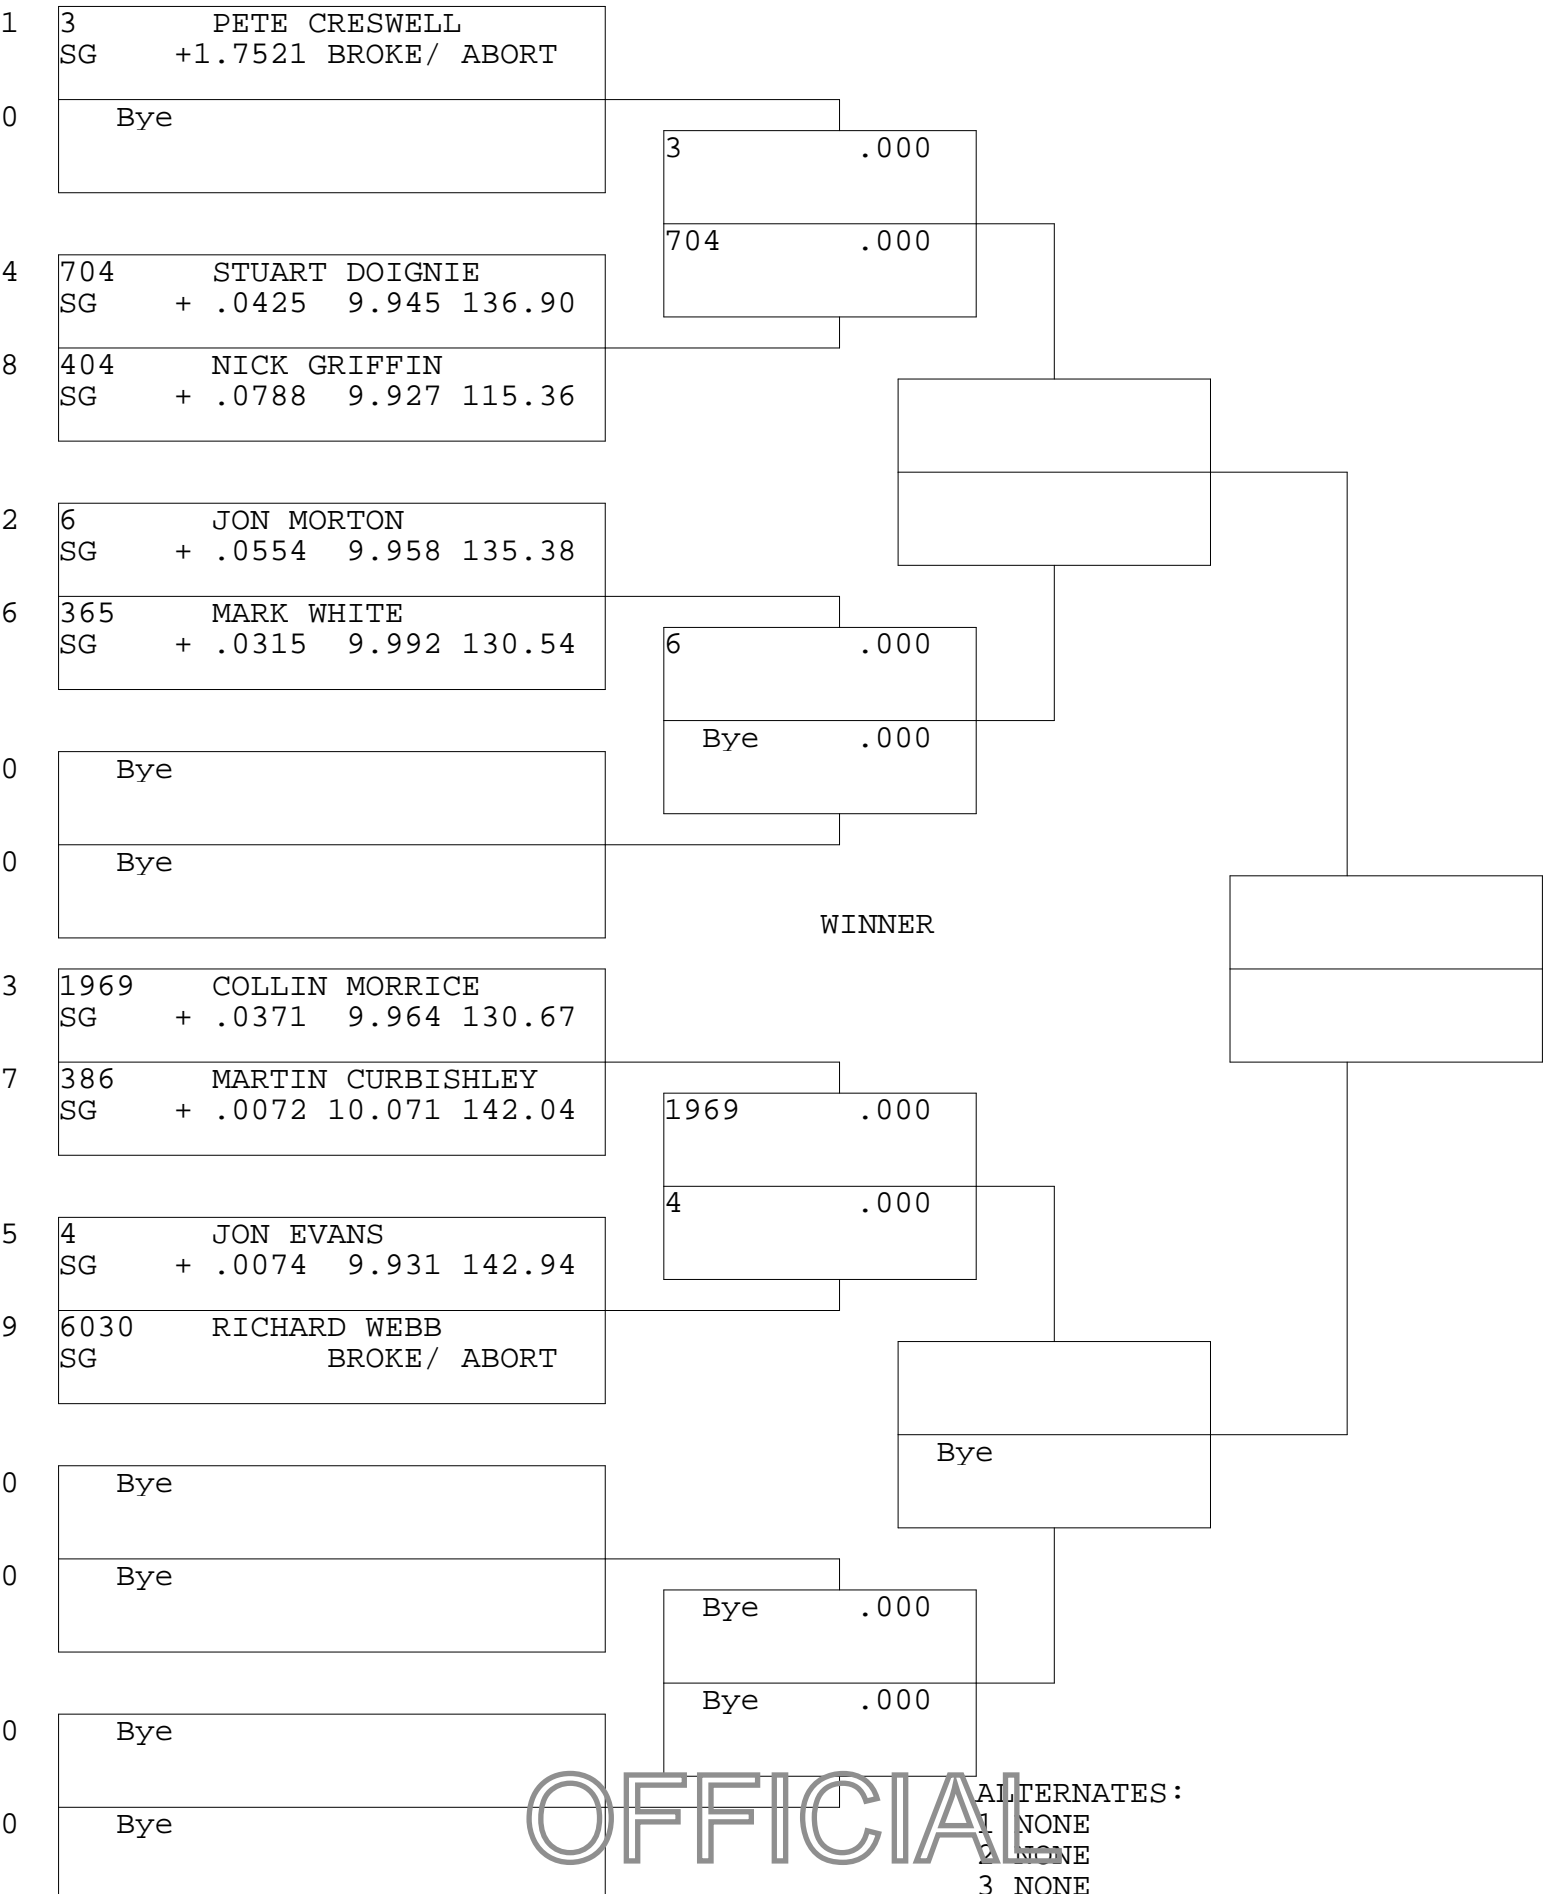 1 3 PETE CRESWELL
SG +1.7521 BROKE/ ABORT
0 Bye
3 .000
704 .000
4 704 STUART DOIGNIE
SG + .0425 9.945 136.90
8 404 NICK GRIFFIN
SG + .0788 9.927 115.36
2 6 JON MORTON
SG + .0554 9.958 135.38
6 365 MARK WHITE
SG + .0315 9.992 130.54
6 .000
Bye .000
0 Bye
0 Bye
WINNER
3 1969 COLLIN MORRICE
SG + .0371 9.964 130.67
7 386 MARTIN CURBISHLEY
SG + .0072 10.071 142.04
1969 .000
4 .000
5 4 JON EVANS
SG + .0074 9.931 142.94
9 6030 RICHARD WEBB
SG BROKE/ ABORT
Bye
0 Bye
0 Bye
Bye .000
Bye .000
0 Bye
0 Bye
OFFICIAL
ALTERNATES:
1 NONE
2 NONE
3 NONE